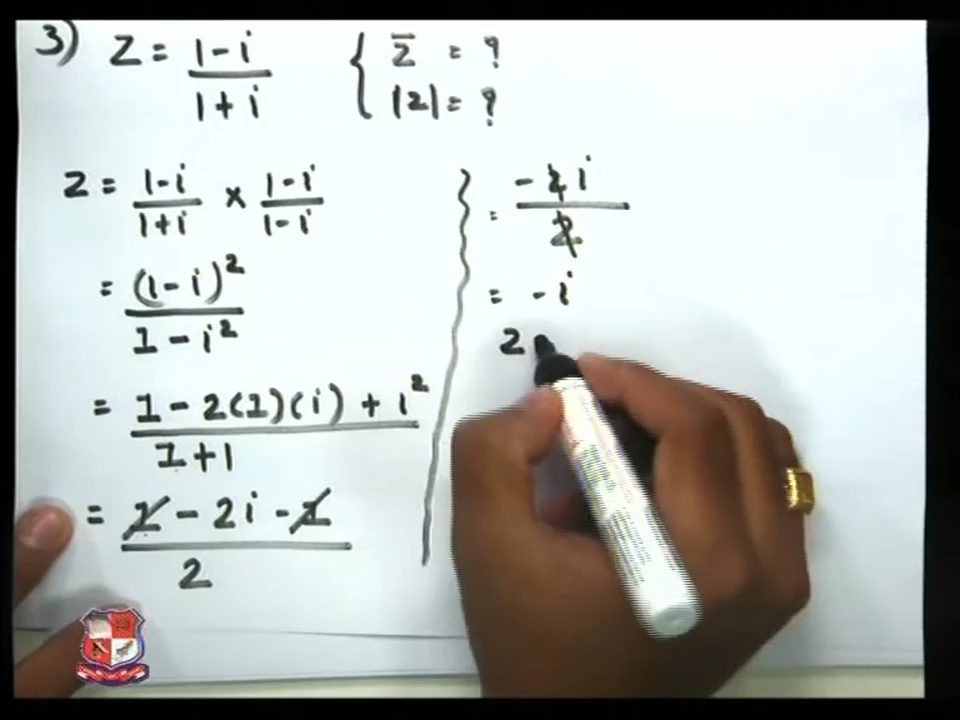 3) Z = 1-i / 1+i { z̄ = ?
|z| = ?
z = 1-i / 1+i × 1-i / 1-i
= (1-i)² / 1-i²
= 1-2(1)(i)+i² / 1+1
= 1-2i-1 / 2
= -2i / 2
= -i
z